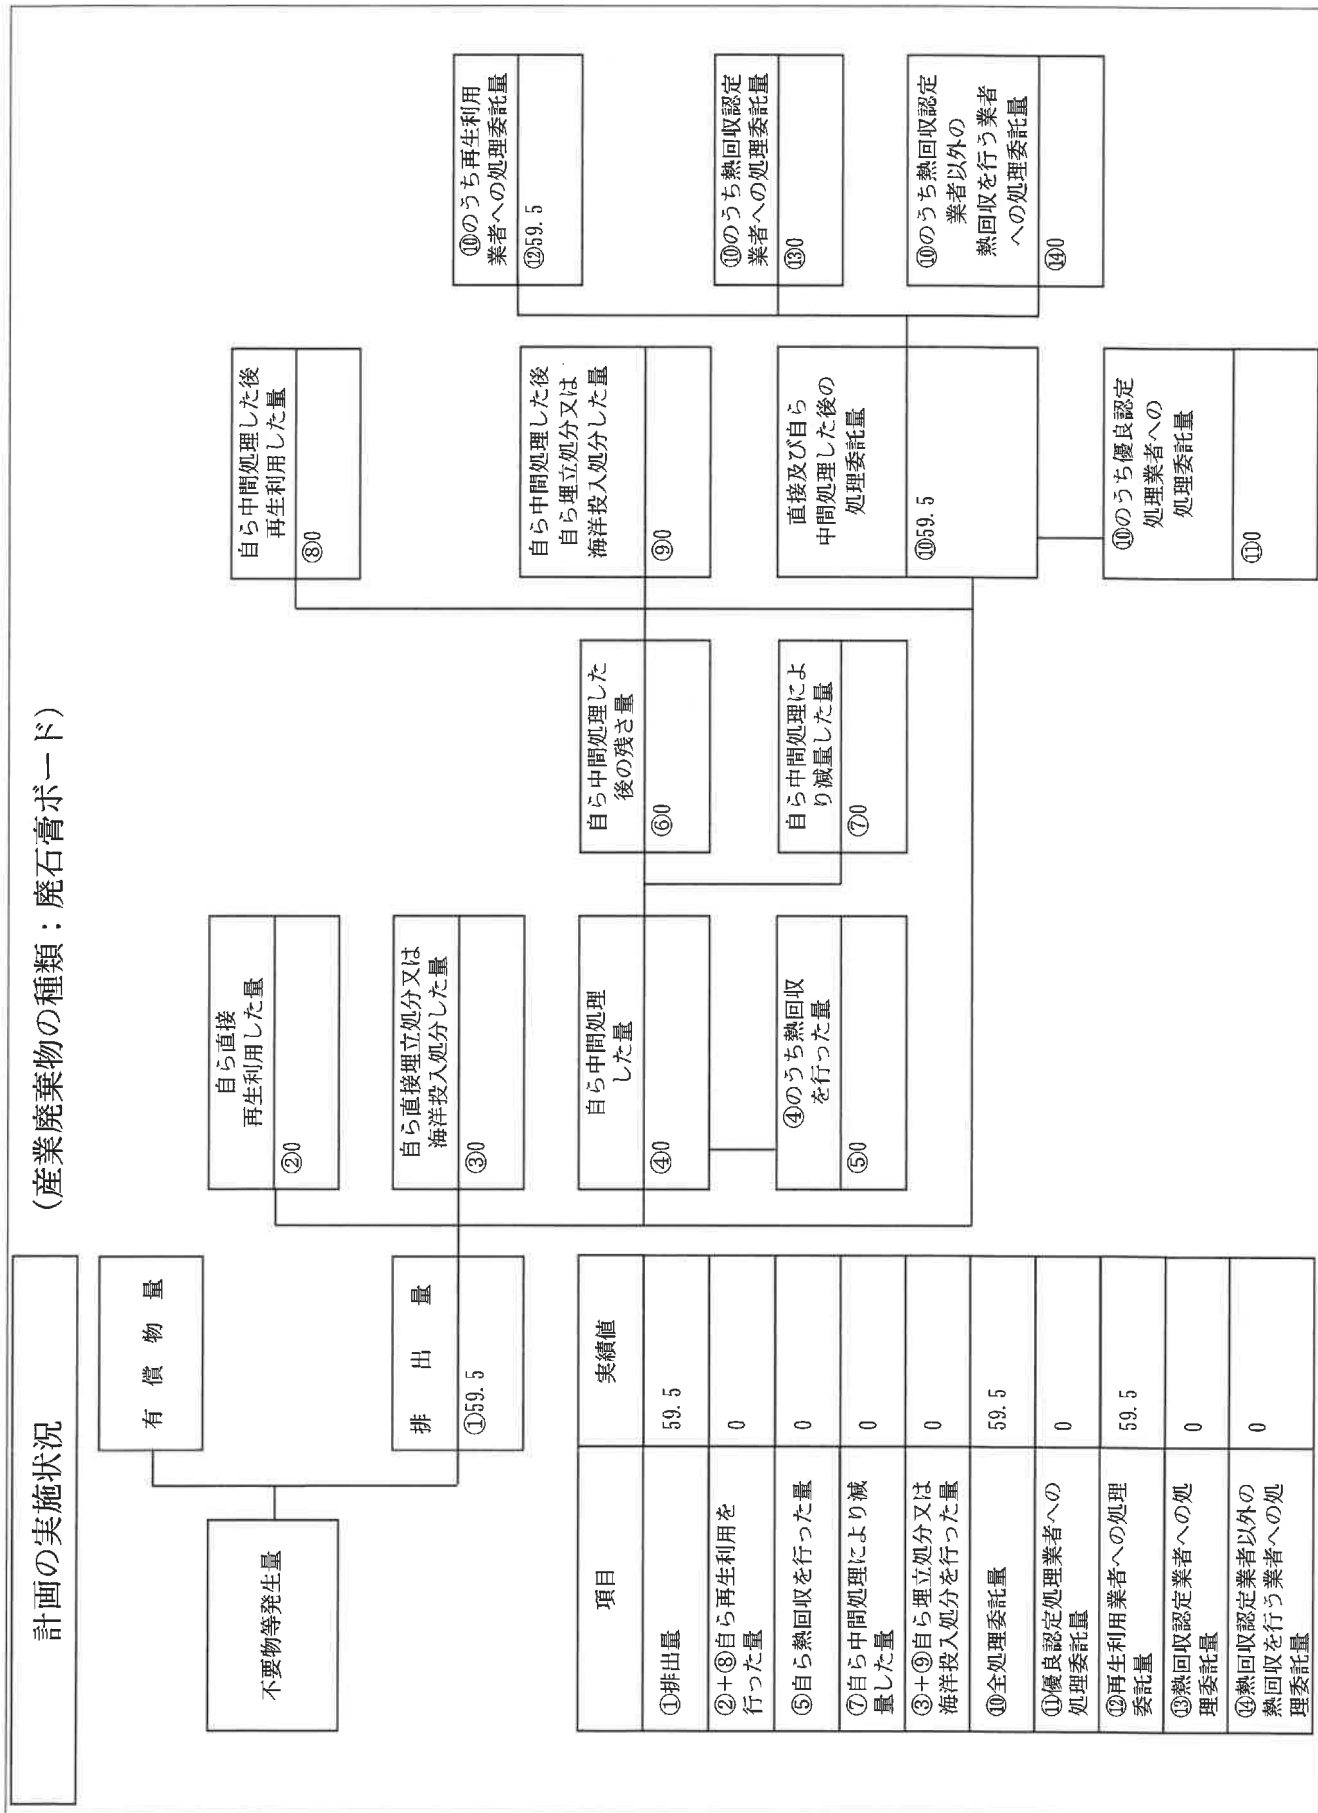 計画の実施状況
(産業廃棄物の種類：廃石膏ボード)
不要物等発生量
有償物量
排出量
①59.5
自ら直接
再生利用した量
②0
自ら直接埋立処分又は
海洋投入処分した量
③0
自ら中間処理
した量
④0
④のうち熱回収
を行った量
⑤0
自ら中間処理した
後の残さ量
⑥0
自ら中間処理によ
り減量した量
⑦0
自ら中間処理した後
再生利用した量
⑧0
自ら中間処理した後
自ら埋立処分又は
海洋投入処分した量
⑨0
直接及び自ら
中間処理した後の
処理委託量
⑩59.5
⑩のうち優良認定
処理業者への
処理委託量
⑪0
⑩のうち再生利用
業者への処理委託量
⑫59.5
⑩のうち熱回収認定
業者への処理委託量
⑬0
⑩のうち熱回収認定
業者以外の
熱回収を行う業者
への処理委託量
⑭0
項目 実績値
①排出量 59.5
②+⑧自ら再生利用を
行った量 0
⑤自ら熱回収を行った量 0
⑦自ら中間処理により減
量した量 0
③+⑨自ら埋立処分又は
海洋投入処分を行った量 0
⑩全処理委託量 59.5
⑪優良認定処理業者への
処理委託量 0
⑫再生利用業者への処理
委託量 59.5
⑬熱回収認定業者への処
理委託量 0
⑭熱回収認定業者以外の
熱回収を行う業者への処
理委託量 0